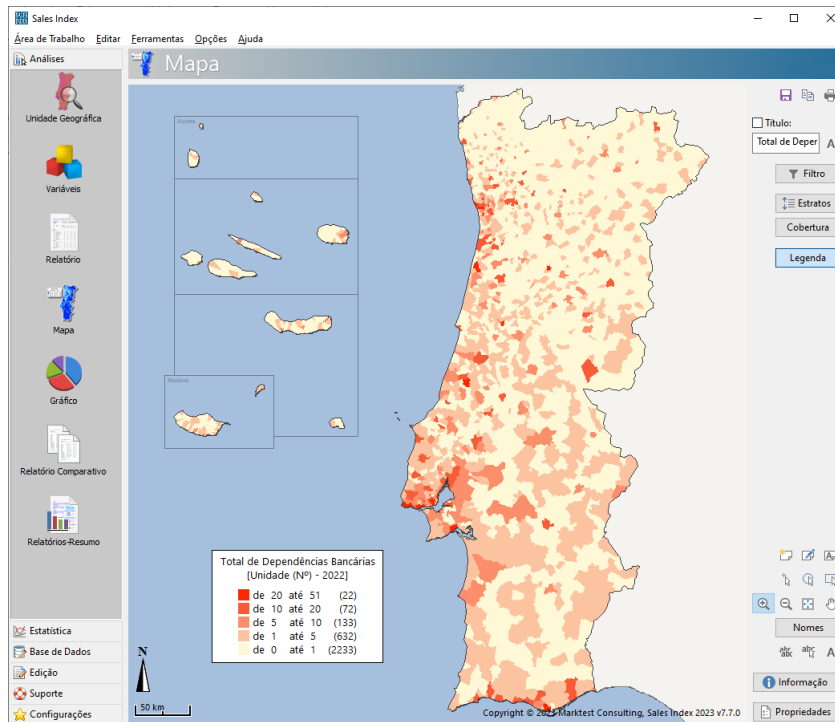 Sales Index
Área de Trabalho Editar Ferramentas Opções Ajuda
Análises
Mapa
Unidade Geográfica
Variáveis
Relatório
Mapa
Gráfico
Relatório Comparativo
Relatórios-Resumo
Estatística
Base de Dados
Edição
Suporte
Configurações
Açores
Madeira
Total de Dependências Bancárias
[Unidade (Nº) - 2022]
de 20 até 51 (22)
de 10 até 20 (72)
de 5 até 10 (133)
de 1 até 5 (632)
de 0 até 1 (2233)
N
50 km
Copyright © 2023 Marktest Consulting, Sales Index 2023 v7.7.0
Título:
Total de Deper
A
Filtro
Estratos
Cobertura
Legenda
Nomes
abc
abc
A
Informação
Propriedades